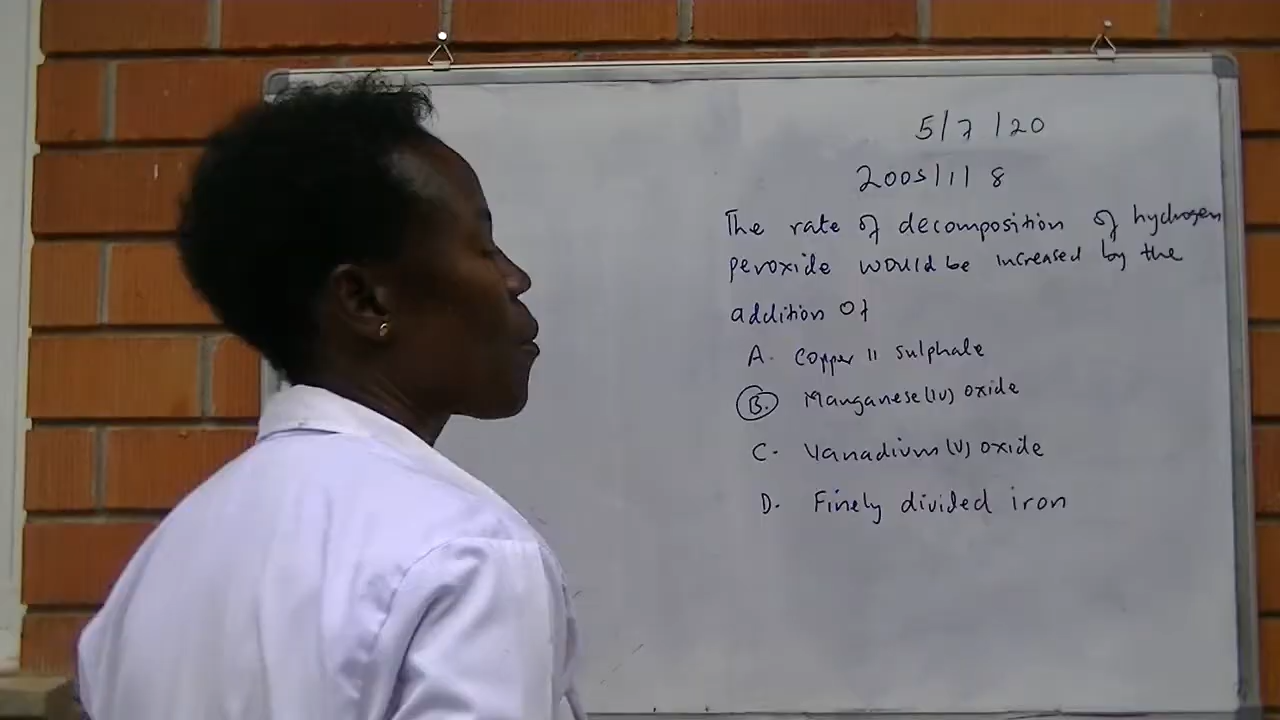 5/7/20
2005/1/8
The rate of decomposition of hydrogen
peroxide would be increased by the
addition of
A. Copper II sulphate
B. Manganese(IV) oxide
C. Vanadium(V) oxide
D. Finely divided iron